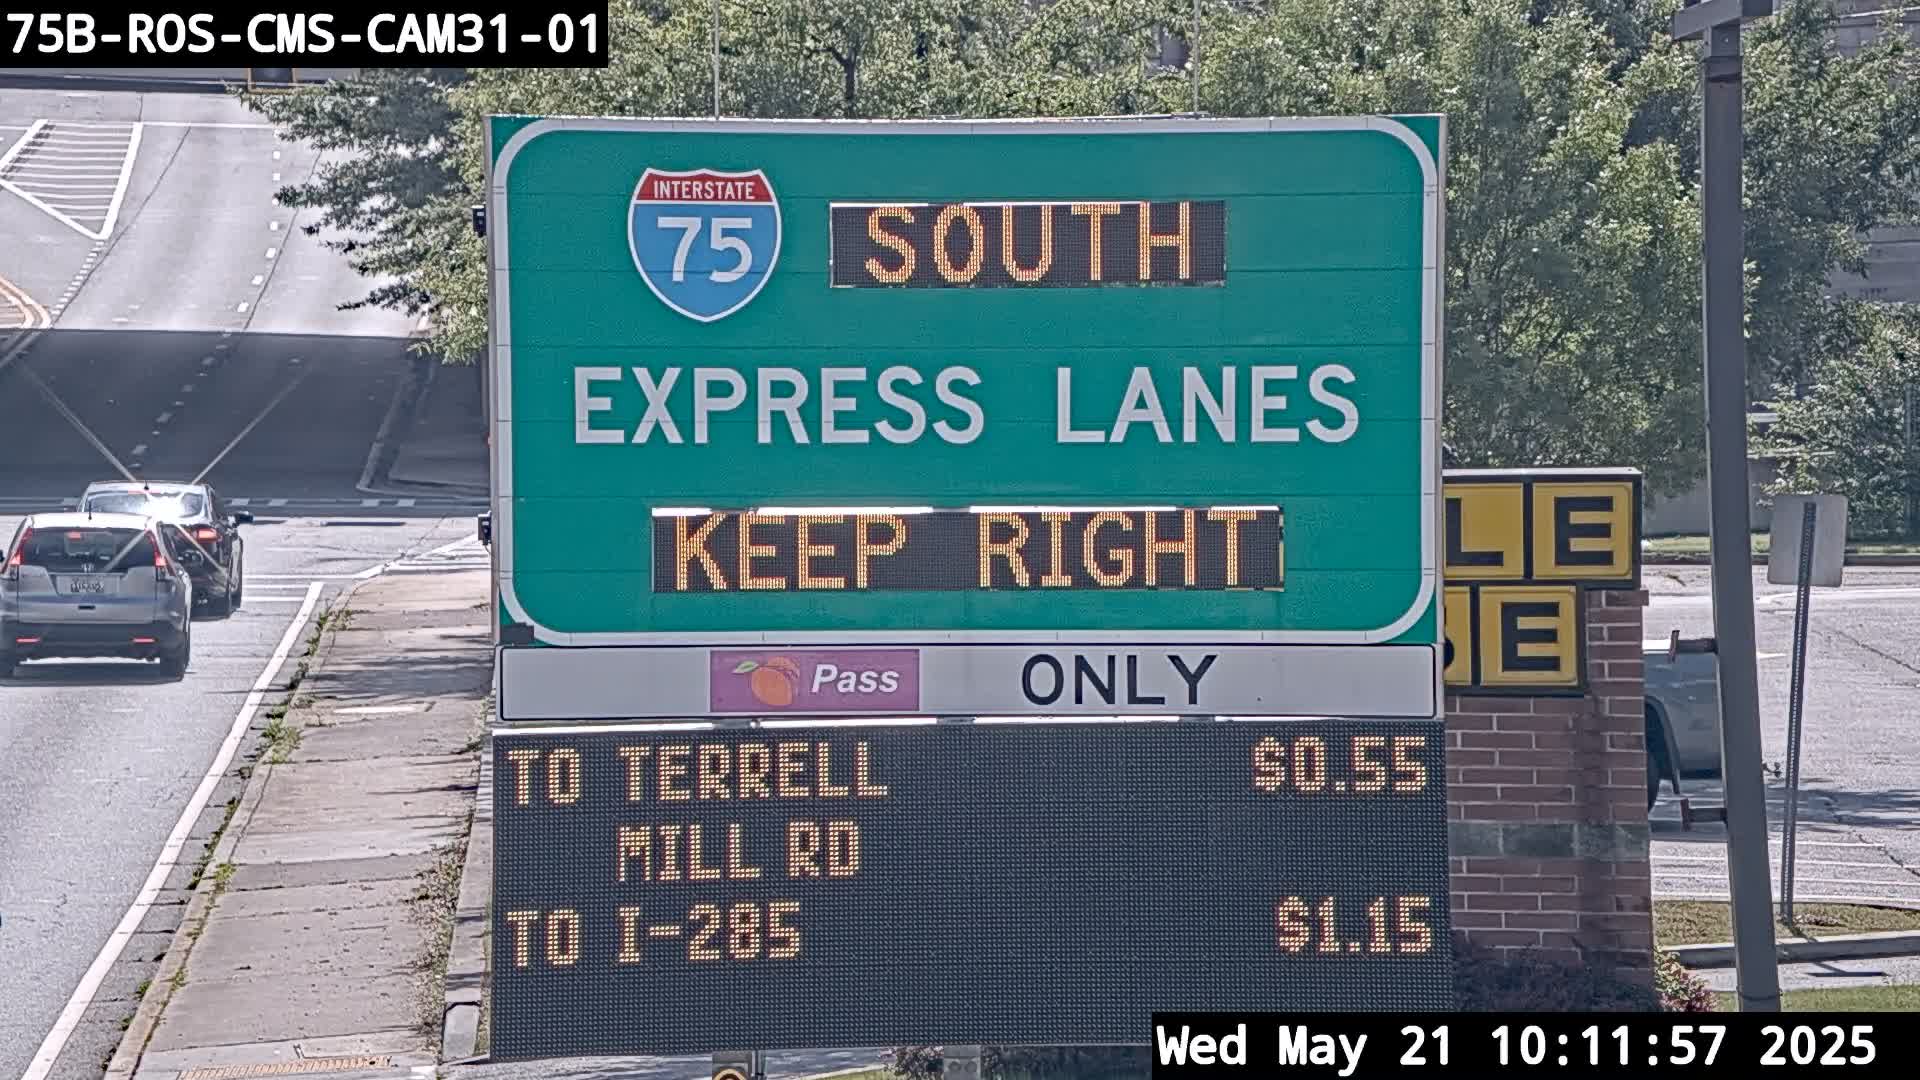 75B-ROS-CMS-CAM31-01
INTERSTATE
75
SOUTH
EXPRESS LANES
KEEP RIGHT
LE
E
Pass ONLY
TO TERRELL $0.55
MILL RD
TO I-285 $1.15
Wed May 21 10:11:57 2025